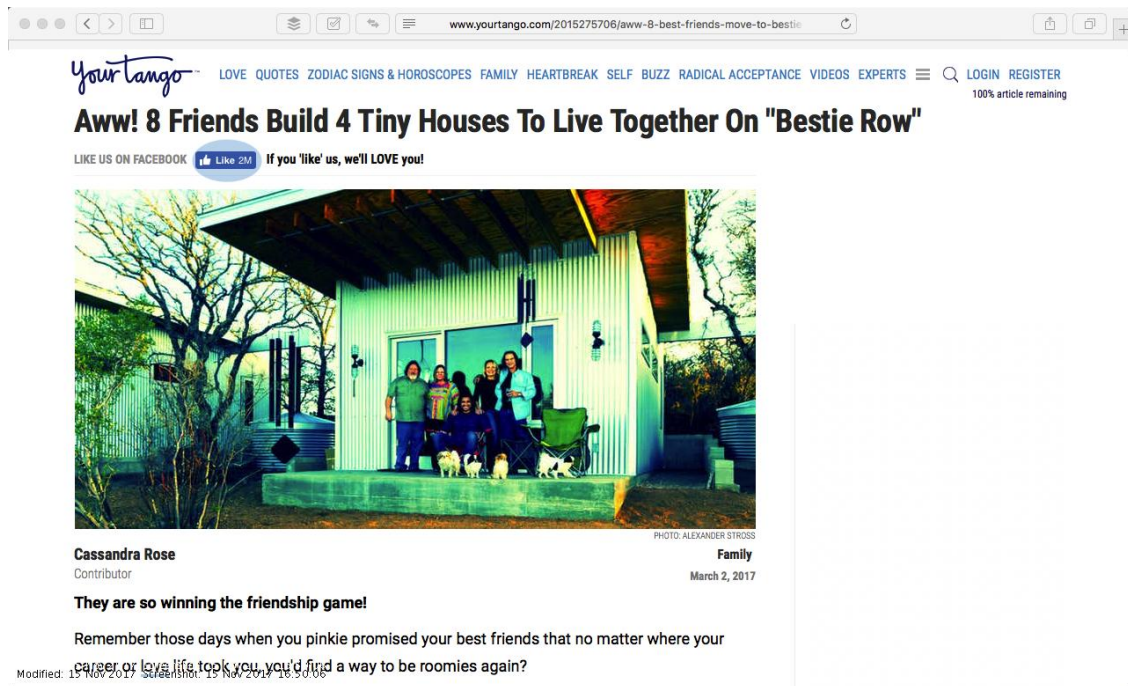 www.yourtango.com/2015275706/aww-8-best-friends-move-to-bestie
YourTango LOVE QUOTES ZODIAC SIGNS & HOROSCOPES FAMILY HEARTBREAK SELF BUZZ RADICAL ACCEPTANCE VIDEOS EXPERTS LOGIN REGISTER
100% article remaining
Aww! 8 Friends Build 4 Tiny Houses To Live Together On "Bestie Row"
LIKE US ON FACEBOOK Like 2M If you 'like' us, we'll LOVE you!
PHOTO: ALEXANDER STROSS
Cassandra Rose Family
Contributor March 2, 2017
They are so winning the friendship game!
Remember those days when you pinkie promised your best friends that no matter where your
career or love life took you, you'd find a way to be roomies again?
Modified: 15 Nov 2017 Screenshot: 15 Nov 2017 16:50:06